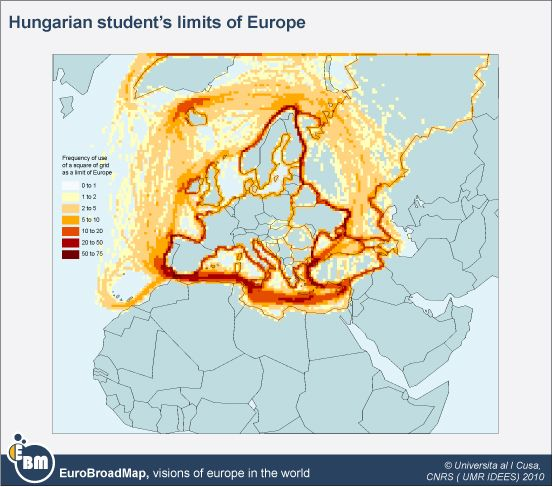 Hungarian student's limits of Europe
Frequency of use
of a square of grid
as a limit of Europe
0 to 1
1 to 2
2 to 5
5 to 10
10 to 20
20 to 50
50 to 75
EBM
EuroBroadMap, visions of europe in the world
© Universita al I Cusa,
CNRS ( UMR IDEES) 2010